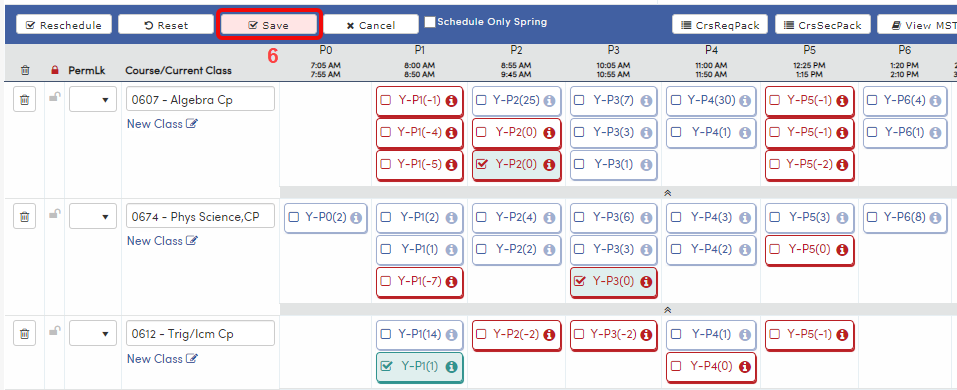 Reschedule Reset Save Cancel Schedule Only Spring CrsReqPack CrsSecPack View MST
6
P0 P1 P2 P3 P4 P5 P6
7:05 AM 8:00 AM 8:55 AM 10:05 AM 11:00 AM 12:25 PM 1:20 PM
PermLk Course/Current Class 7:55 AM 8:50 AM 9:45 AM 10:55 AM 11:50 AM 1:15 PM 2:10 PM
0607 - Algebra Cp Y-P1(-1) Y-P2(25) Y-P3(7) Y-P4(30) Y-P5(-1) Y-P6(4)
New Class Y-P1(-4) Y-P2(0) Y-P3(3) Y-P4(1) Y-P5(-1) Y-P6(1)
Y-P1(-5) Y-P2(0) Y-P3(1) Y-P5(-2)
0674 - Phys Science,CP Y-P0(2) Y-P1(2) Y-P2(4) Y-P3(6) Y-P4(3) Y-P5(3) Y-P6(8)
New Class Y-P1(1) Y-P2(2) Y-P3(3) Y-P4(2) Y-P5(0)
Y-P1(-7) Y-P3(0)
0612 - Trig/Icm Cp Y-P1(14) Y-P2(-2) Y-P3(-2) Y-P4(1) Y-P5(-1)
New Class Y-P1(1) Y-P4(0)